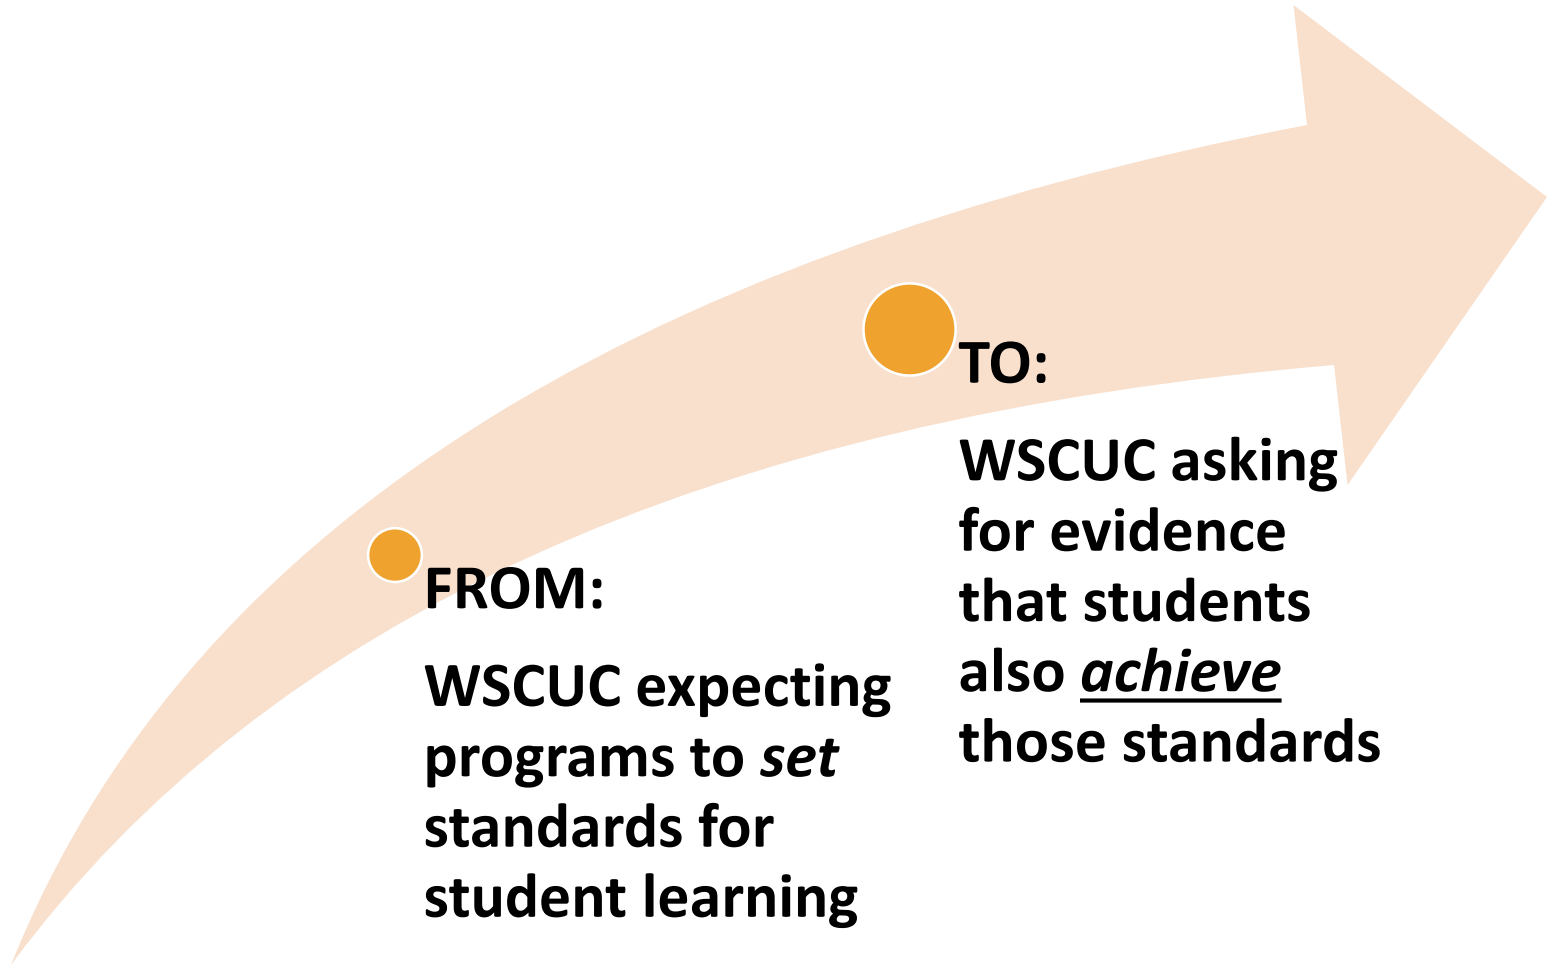 FROM:
WSCUC expecting
programs to set
standards for
student learning
TO:
WSCUC asking
for evidence
that students
also achieve
those standards